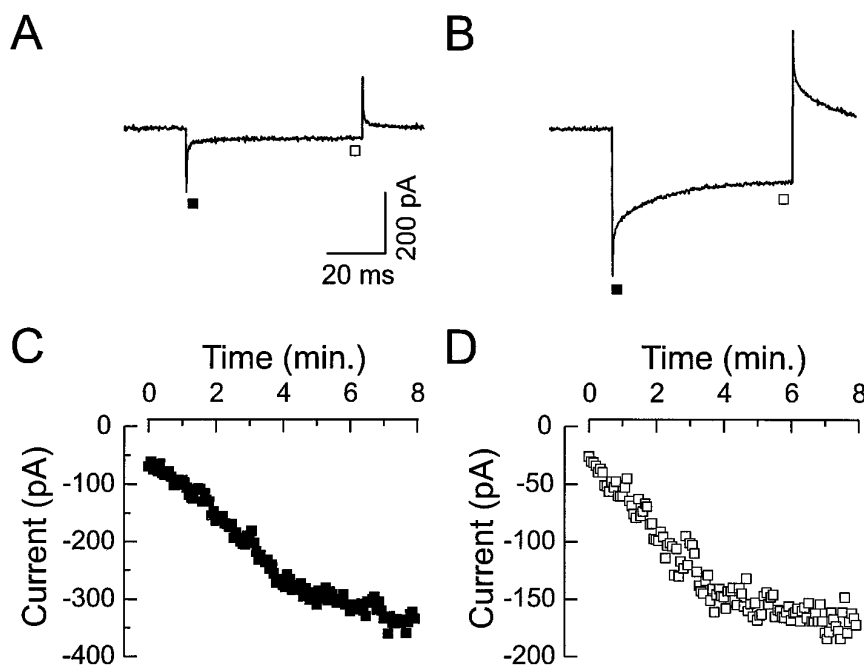 A
B
200 pA
20 ms
C
Time (min.)
0 2 4 6 8
0
-100
-200
-300
-400
Current (pA)
D
Time (min.)
0 2 4 6 8
0
-50
-100
-150
-200
Current (pA)